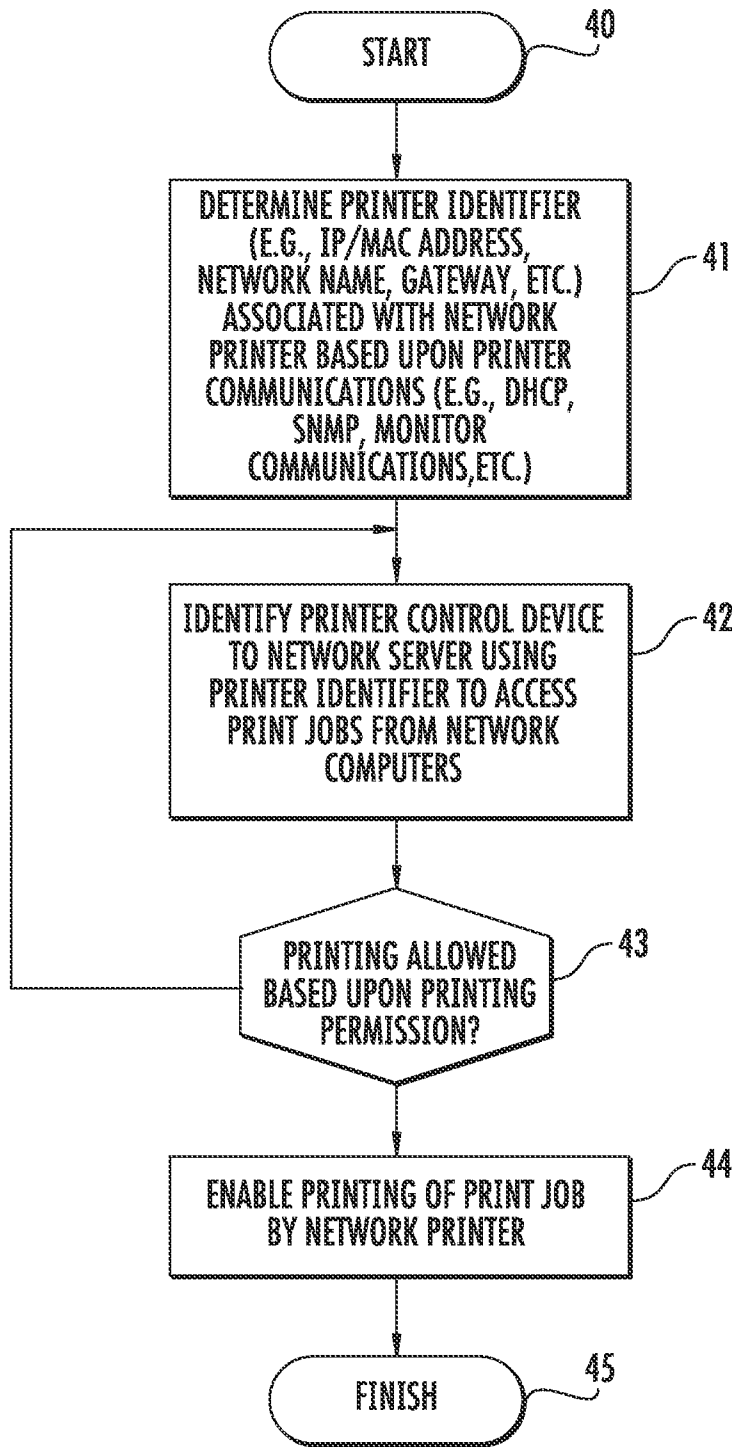 START
40
DETERMINE PRINTER IDENTIFIER
(E.G., IP/MAC ADDRESS,
NETWORK NAME, GATEWAY, ETC.)
ASSOCIATED WITH NETWORK
PRINTER BASED UPON PRINTER
COMMUNICATIONS (E.G., DHCP,
SNMP, MONITOR
COMMUNICATIONS,ETC.)
41
IDENTIFY PRINTER CONTROL DEVICE
TO NETWORK SERVER USING
PRINTER IDENTIFIER TO ACCESS
PRINT JOBS FROM NETWORK
COMPUTERS
42
PRINTING ALLOWED
BASED UPON PRINTING
PERMISSION?
43
ENABLE PRINTING OF PRINT JOB
BY NETWORK PRINTER
44
FINISH
45